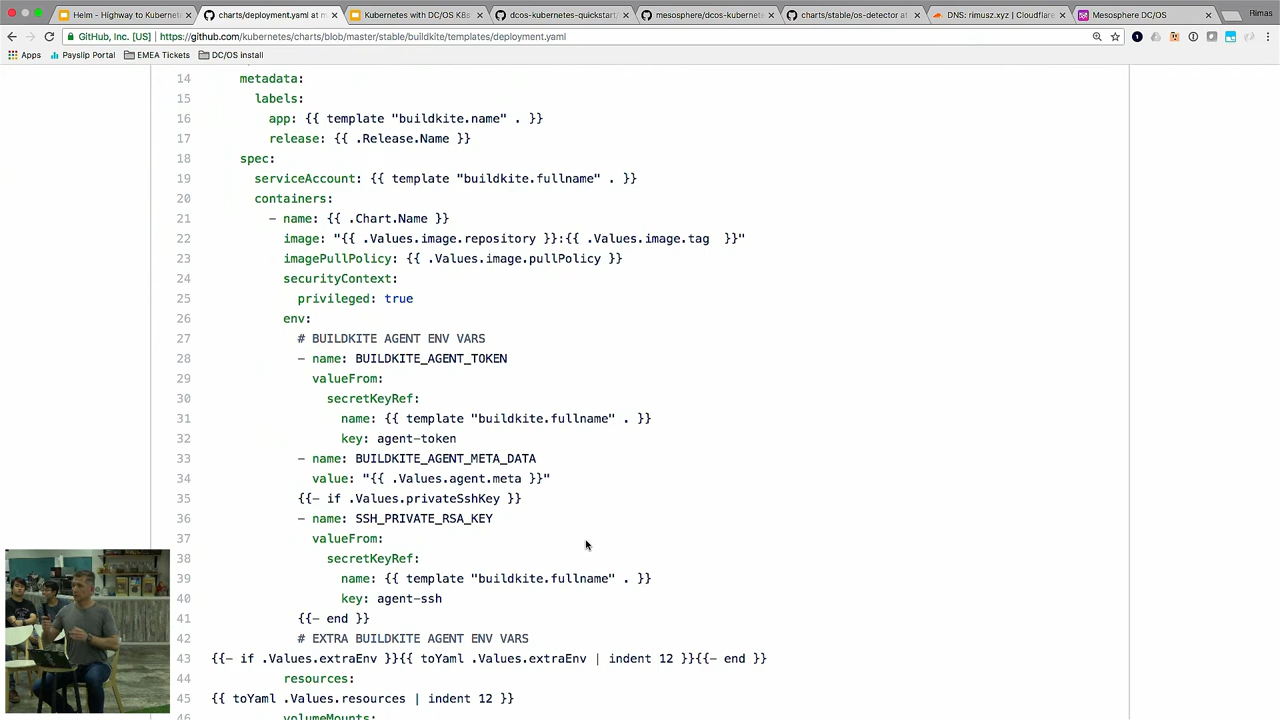 Helm - Highway to Kuberneta
charts/deployment.yaml at m
Kubernetes with DC/OS K8s
dcos-kubernetes-quickstart/
mesosphere/dcos-kubernete
charts/stable/os-detector at
DNS: rimusz.xyz | Cloudflare
Mesosphere DC/OS
Rimas
GitHub, Inc. [US] https://github.com/kubernetes/charts/blob/master/stable/buildkite/templates/deployment.yaml
Apps Payslip Portal EMEA Tickets DC/OS install
14 metadata:
15 labels:
16 app: {{ template "buildkite.name" . }}
17 release: {{ .Release.Name }}
18 spec:
19 serviceAccount: {{ template "buildkite.fullname" . }}
20 containers:
21 - name: {{ .Chart.Name }}
22 image: "{{ .Values.image.repository }}:{{ .Values.image.tag  }}"
23 imagePullPolicy: {{ .Values.image.pullPolicy }}
24 securityContext:
25 privileged: true
26 env:
27 # BUILDKITE AGENT ENV VARS
28 - name: BUILDKITE_AGENT_TOKEN
29 valueFrom:
30 secretKeyRef:
31 name: {{ template "buildkite.fullname" . }}
32 key: agent-token
33 - name: BUILDKITE_AGENT_META_DATA
34 value: "{{ .Values.agent.meta }}"
35 {{- if .Values.privateSshKey }}
36 - name: SSH_PRIVATE_RSA_KEY
37 valueFrom:
38 secretKeyRef:
39 name: {{ template "buildkite.fullname" . }}
40 key: agent-ssh
41 {{- end }}
42 # EXTRA BUILDKITE AGENT ENV VARS
43 {{- if .Values.extraEnv }}{{ toYaml .Values.extraEnv | indent 12 }}{{- end }}
44 resources:
45 {{ toYaml .Values.resources | indent 12 }}
46 volumeMounts: